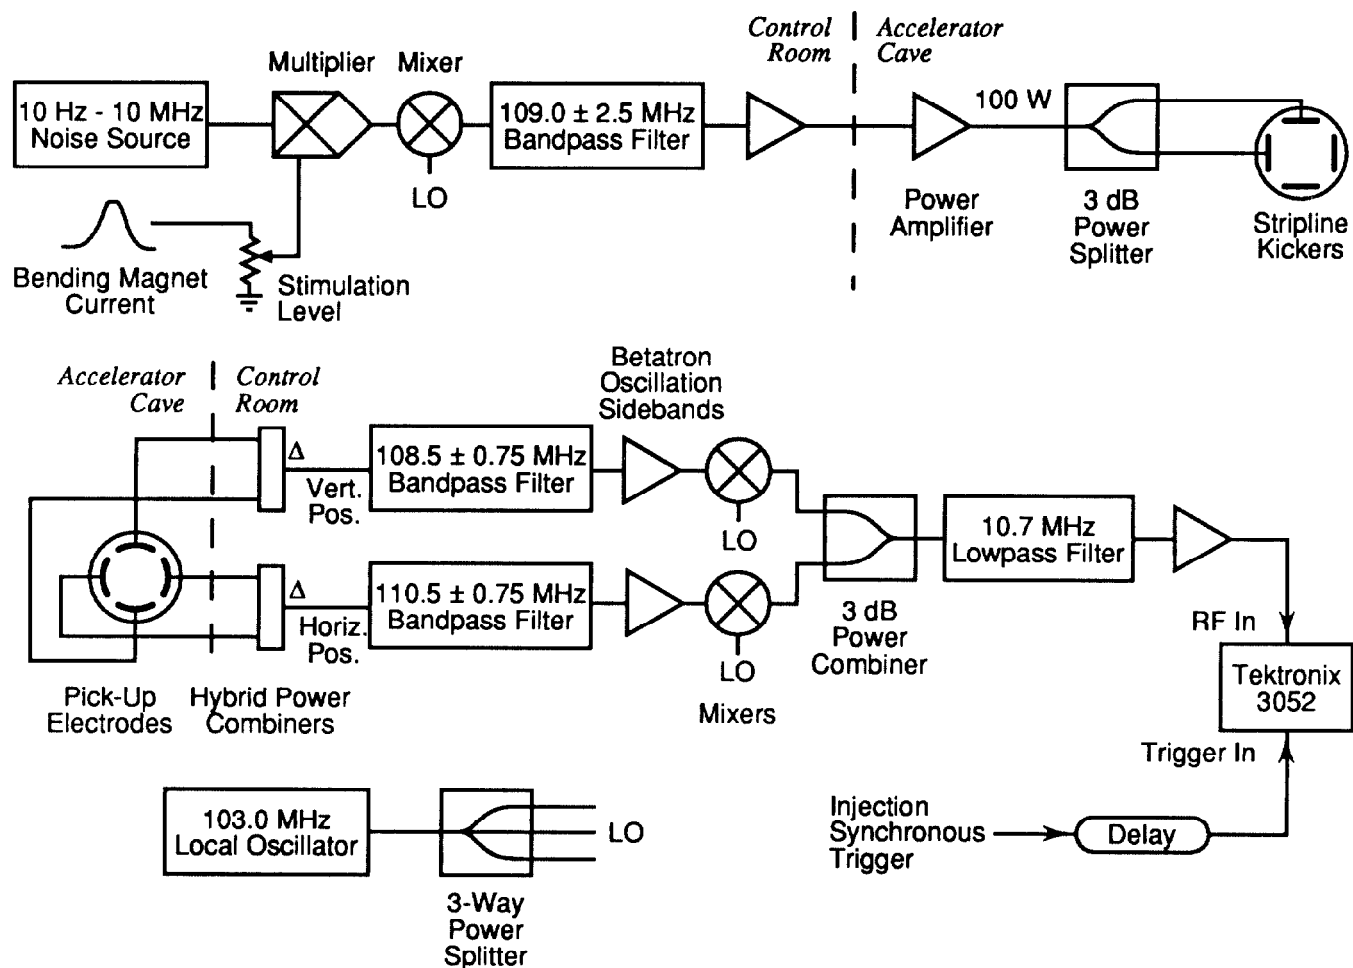 Control
Room
Accelerator
Cave
Multiplier
Mixer
10 Hz - 10 MHz
Noise Source
109.0 ± 2.5 MHz
Bandpass Filter
100 W
LO
Power
Amplifier
3 dB
Power
Splitter
Stripline
Kickers
Bending Magnet
Current
Stimulation
Level
Accelerator
Cave
Control
Room
Betatron
Oscillation
Sidebands
Δ
Vert.
Pos.
108.5 ± 0.75 MHz
Bandpass Filter
LO
10.7 MHz
Lowpass Filter
Δ
Horiz.
Pos.
110.5 ± 0.75 MHz
Bandpass Filter
LO
3 dB
Power
Combiner
RF In
Tektronix
3052
Pick-Up
Electrodes
Hybrid Power
Combiners
Mixers
Trigger In
103.0 MHz
Local Oscillator
LO
3-Way
Power
Splitter
Injection
Synchronous
Trigger
Delay